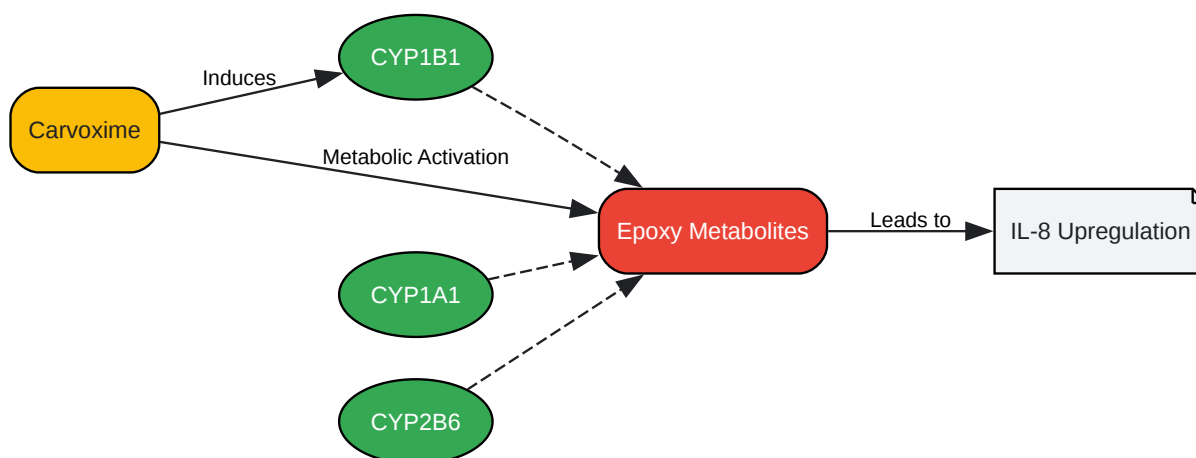 CYP1B1
Induces
Carvoxime
Metabolic Activation
Epoxy Metabolites
Leads to
IL-8 Upregulation
CYP1A1
CYP2B6